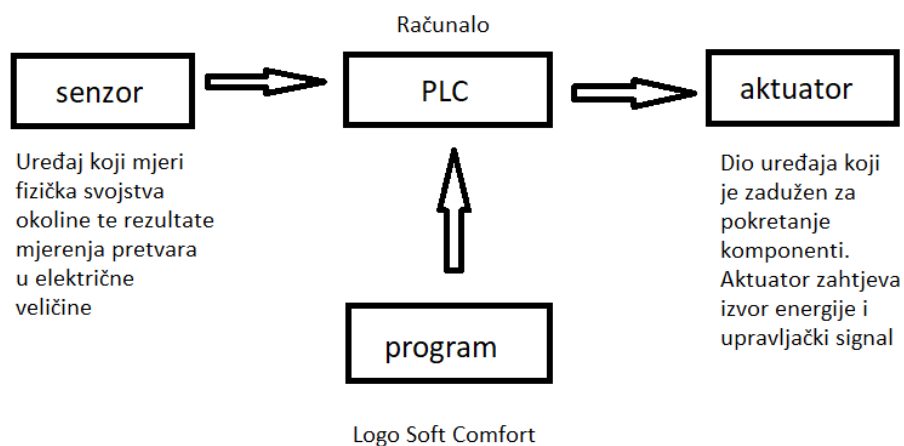 Računalo
senzor
PLC
aktuator
Uređaj koji mjeri
fizička svojstva
okoline te rezultate
mjerenja pretvara
u električne
veličine
Dio uređaja koji
je zadužen za
pokretanje
komponenti.
Aktuator zahtjeva
izvor energije i
upravljački signal
program
Logo Soft Comfort